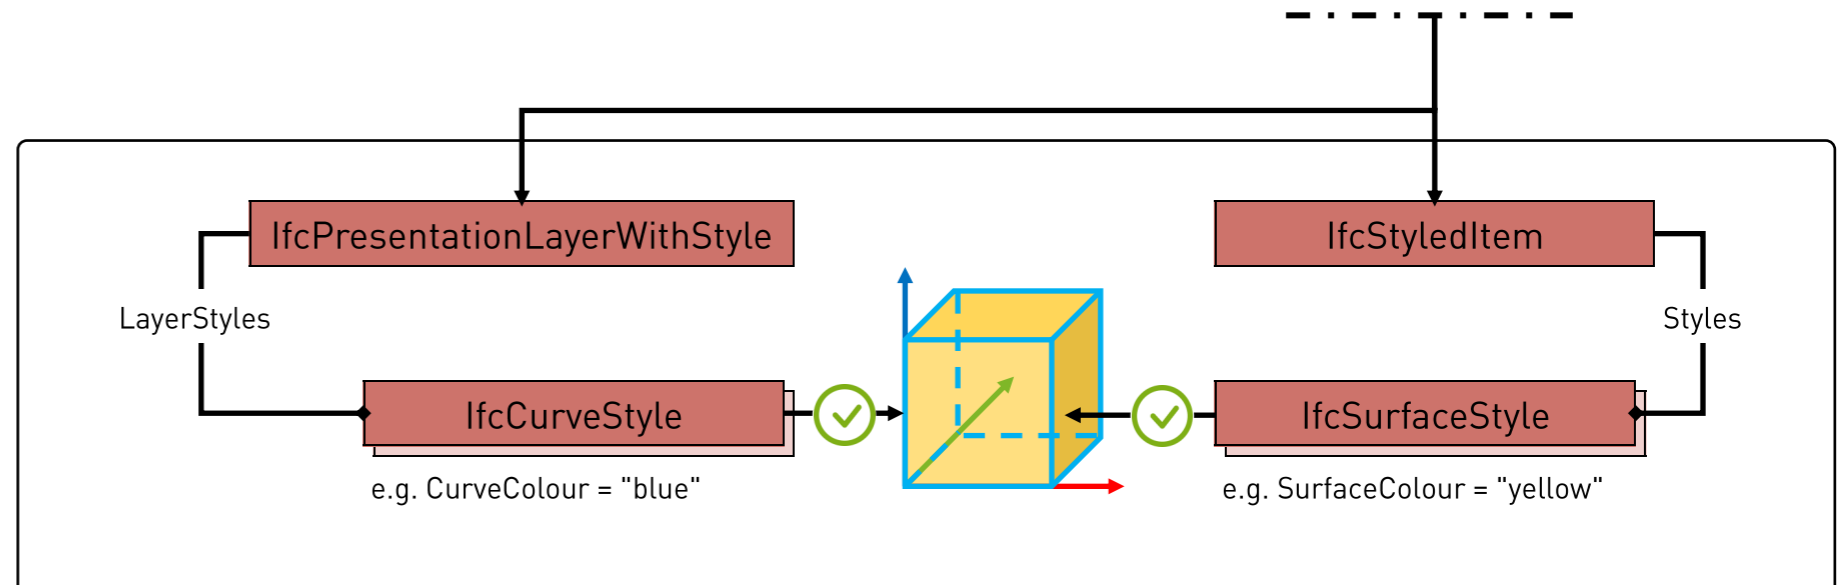 IfcPresentationLayerWithStyle
IfcStyledItem
LayerStyles
Styles
IfcCurveStyle
IfcSurfaceStyle
e.g. CurveColour = "blue"
e.g. SurfaceColour = "yellow"